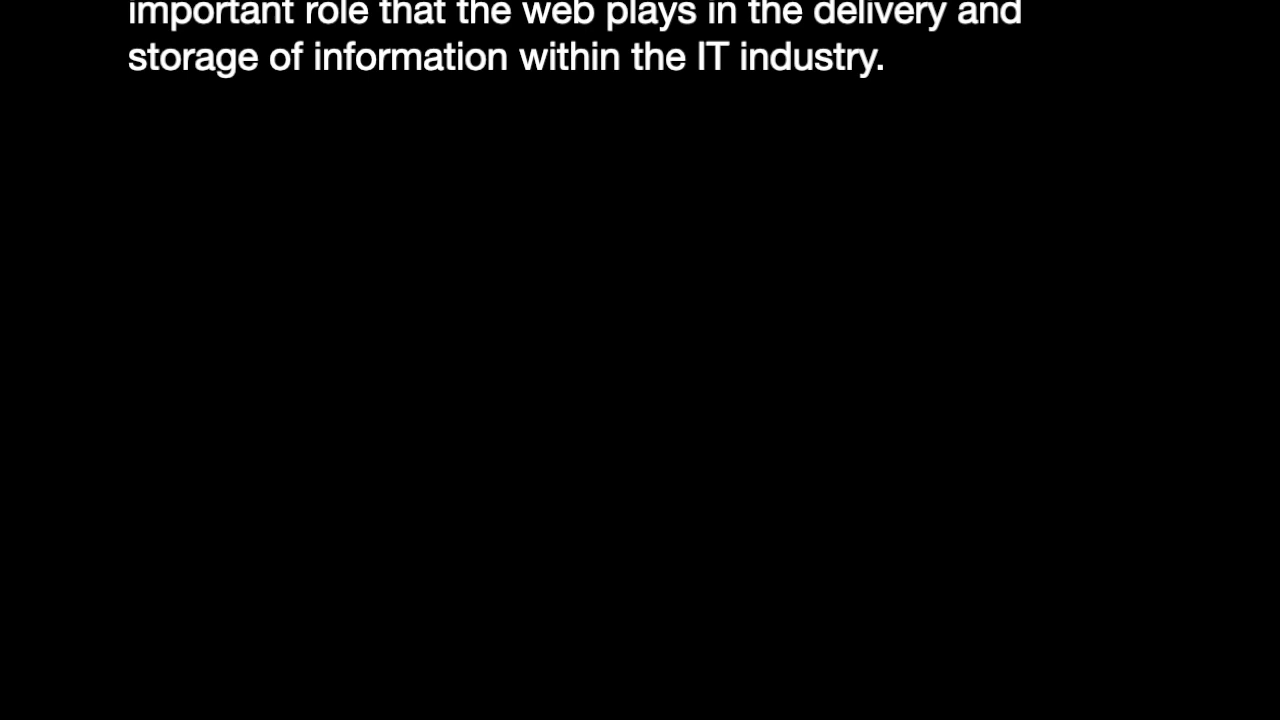 important role that the web plays in the delivery and
storage of information within the IT industry.